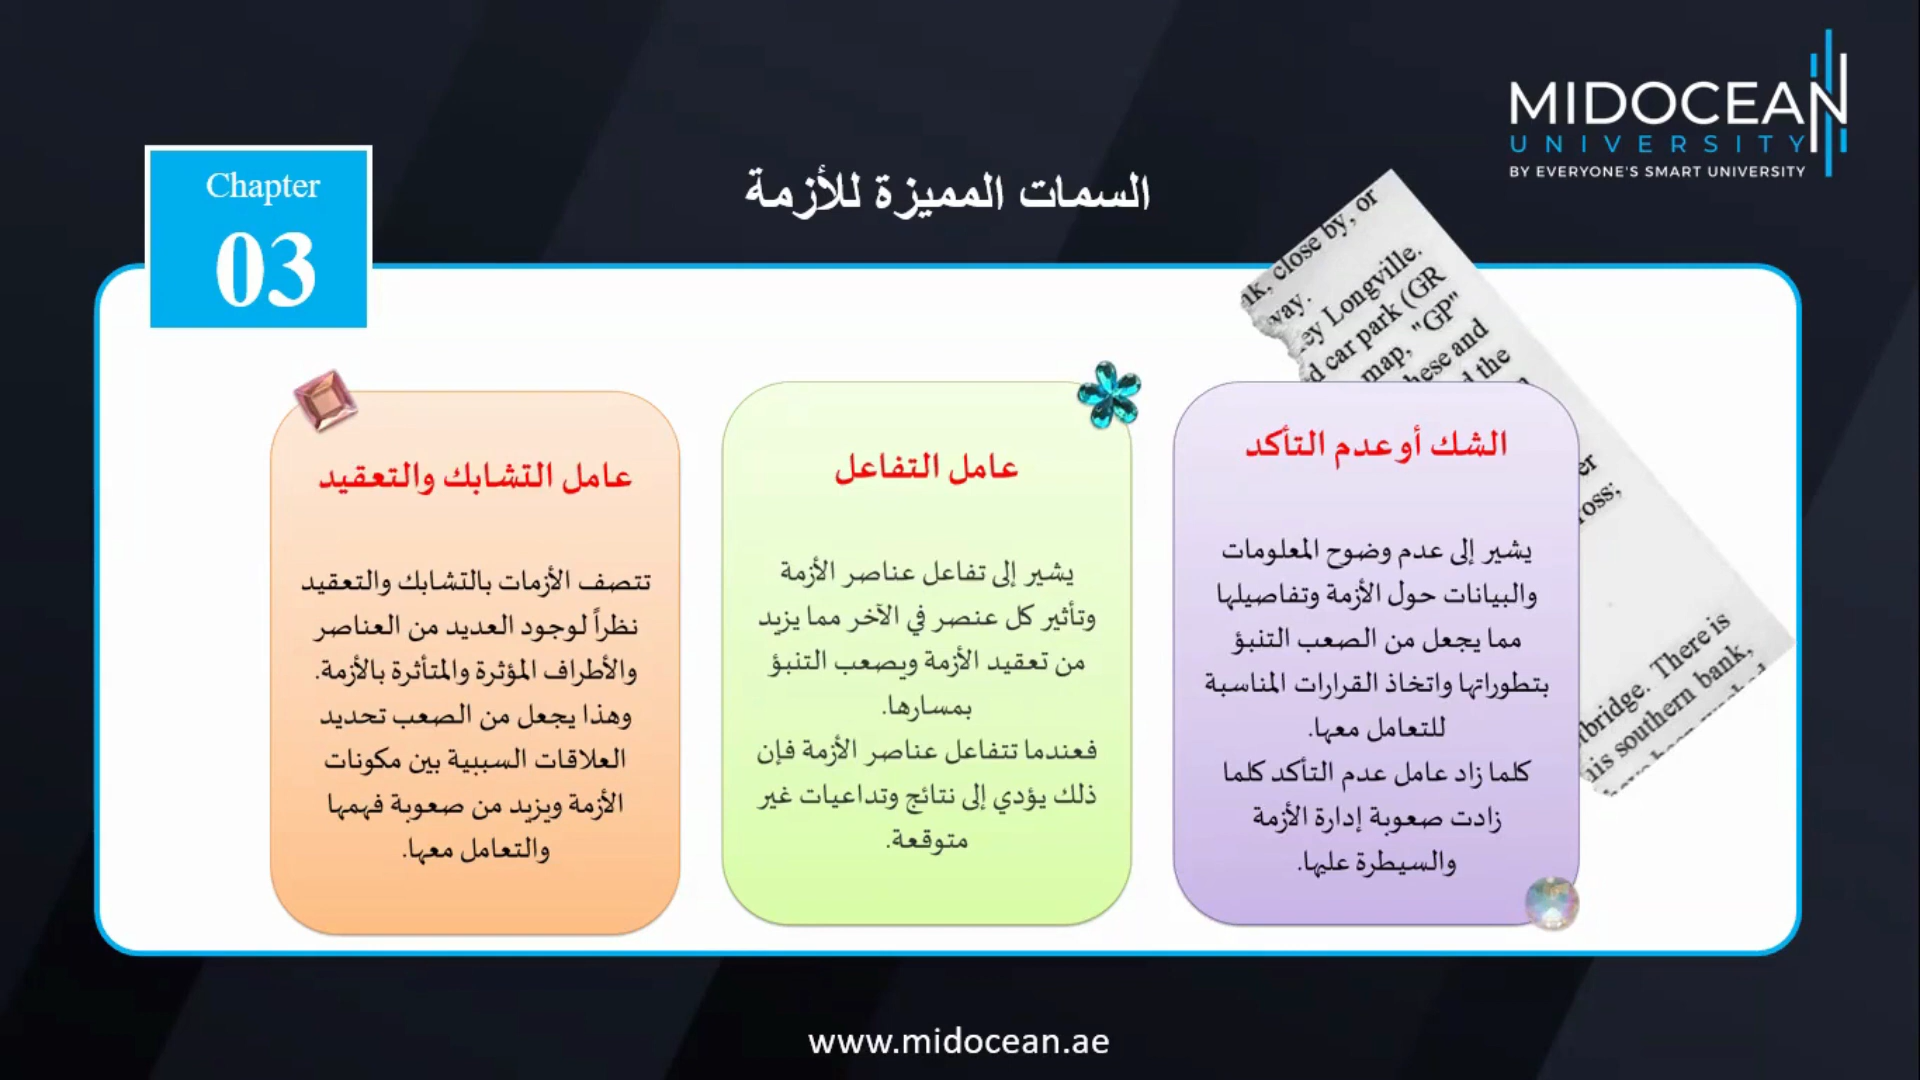 MIDOCEAN
UNIVERSITY
BY EVERYONE'S SMART UNIVERSITY
Chapter
03
السمات المميزة للأزمة
close by, or
way.
ey Longville.
d car park (GR
map, "GP"
hese and
d the
er
ross;
tbridge. There is
his southern bank,
الشك أو عدم التأكد
يشير إلى عدم وضوح المعلومات
والبيانات حول الأزمة وتفاصيلها
مما يجعل من الصعب التنبؤ
بتطوراتها واتخاذ القرارات المناسبة
للتعامل معها.
كلما زاد عامل عدم التأكد كلما
زادت صعوبة إدارة الأزمة
والسيطرة عليها.
عامل التفاعل
يشير إلى تفاعل عناصر الأزمة
وتأثير كل عنصر في الآخر مما يزيد
من تعقيد الأزمة ويصعب التنبؤ
بمسارها.
فعندما تتفاعل عناصر الأزمة فإن
ذلك يؤدي إلى نتائج وتداعيات غير
متوقعة.
عامل التشابك والتعقيد
تتصف الأزمات بالتشابك والتعقيد
نظراً لوجود العديد من العناصر
والأطراف المؤثرة والمتأثرة بالأزمة.
وهذا يجعل من الصعب تحديد
العلاقات السببية بين مكونات
الأزمة ويزيد من صعوبة فهمها
والتعامل معها.
www.midocean.ae